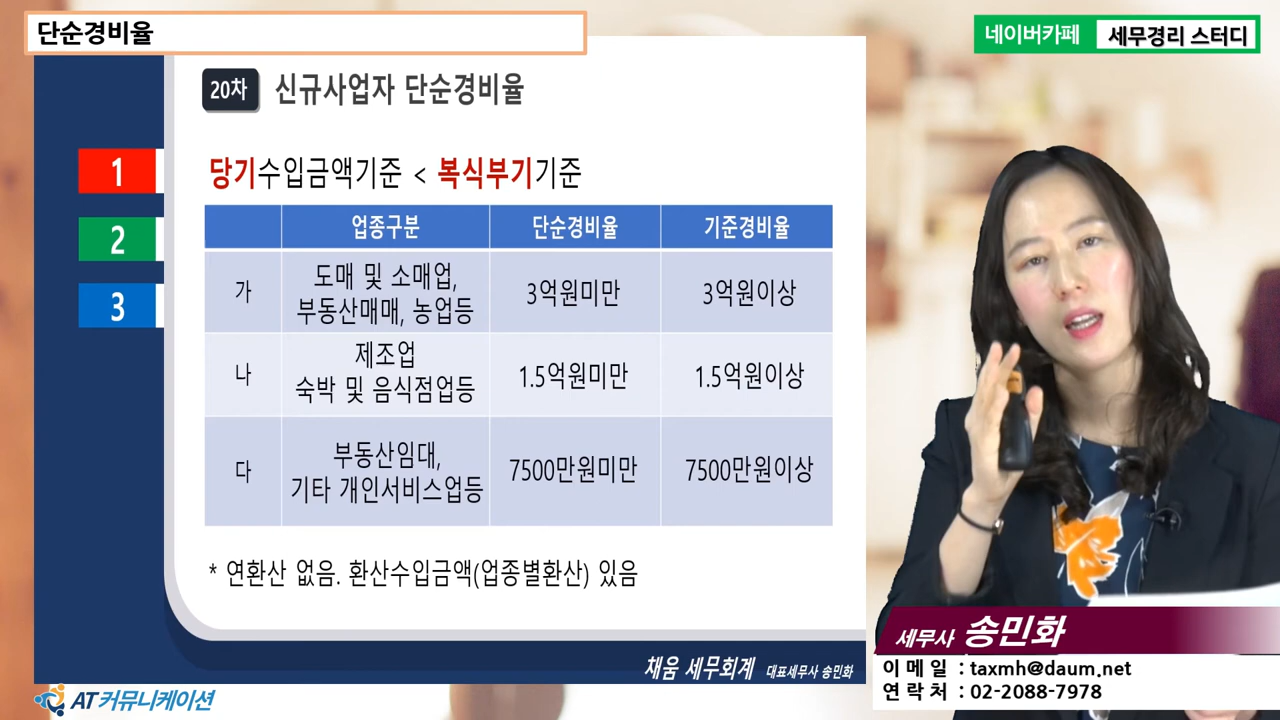 단순경비율
네이버카페 세무경리 스터디
20차 신규사업자 단순경비율
1
2
3
당기수입금액기준 < 복식부기기준
업종구분 단순경비율 기준경비율
가 도매 및 소매업, 부동산매매, 농업등 3억원미만 3억원이상
나 제조업 숙박 및 음식점업등 1.5억원미만 1.5억원이상
다 부동산임대, 기타 개인서비스업등 7500만원미만 7500만원이상
* 연환산 없음. 환산수입금액(업종별환산) 있음
채움 세무회계 대표세무사 송민화
세무사 송민화
이 메 일 : taxmh@daum.net
연 락 처 : 02-2088-7978
AT커뮤니케이션